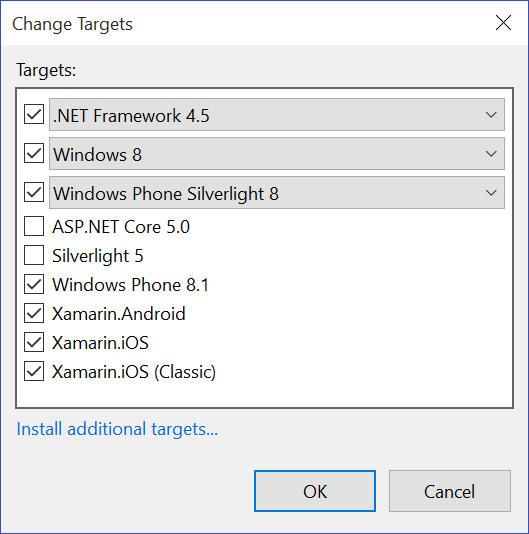 Change Targets
Targets:
.NET Framework 4.5
Windows 8
Windows Phone Silverlight 8
ASP.NET Core 5.0
Silverlight 5
Windows Phone 8.1
Xamarin.Android
Xamarin.iOS
Xamarin.iOS (Classic)
Install additional targets...
OK
Cancel